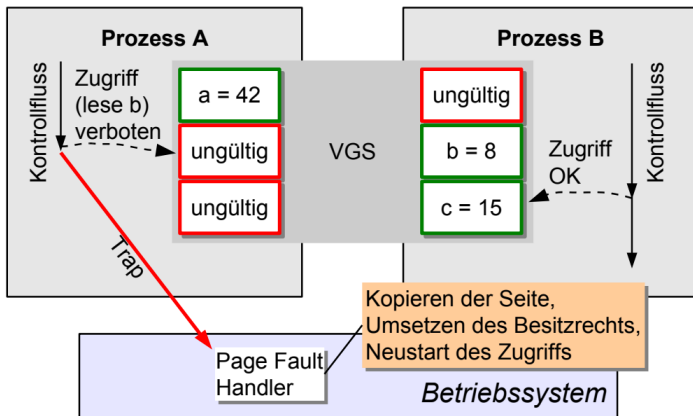 Prozess A
Prozess B
Kontrollfluss
Zugriff
(lese b)
verboten
a = 42
ungültig
ungültig
VGS
ungültig
b = 8
c = 15
Zugriff
OK
Kontrollfluss
Trap
Kopieren der Seite,
Umsetzen des Besitzrechts,
Neustart des Zugriffs
Page Fault
Handler
Betriebssystem